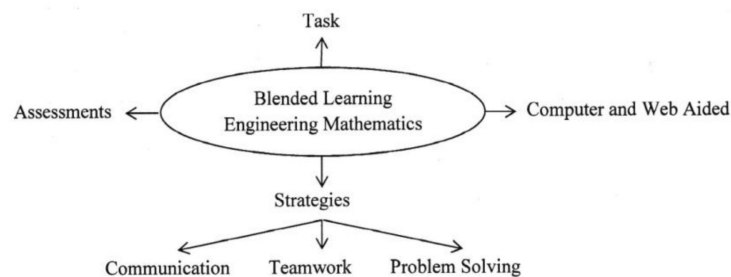 Task
Blended Learning
Engineering Mathematics
Assessments
Computer and Web Aided
Strategies
Communication
Teamwork
Problem Solving